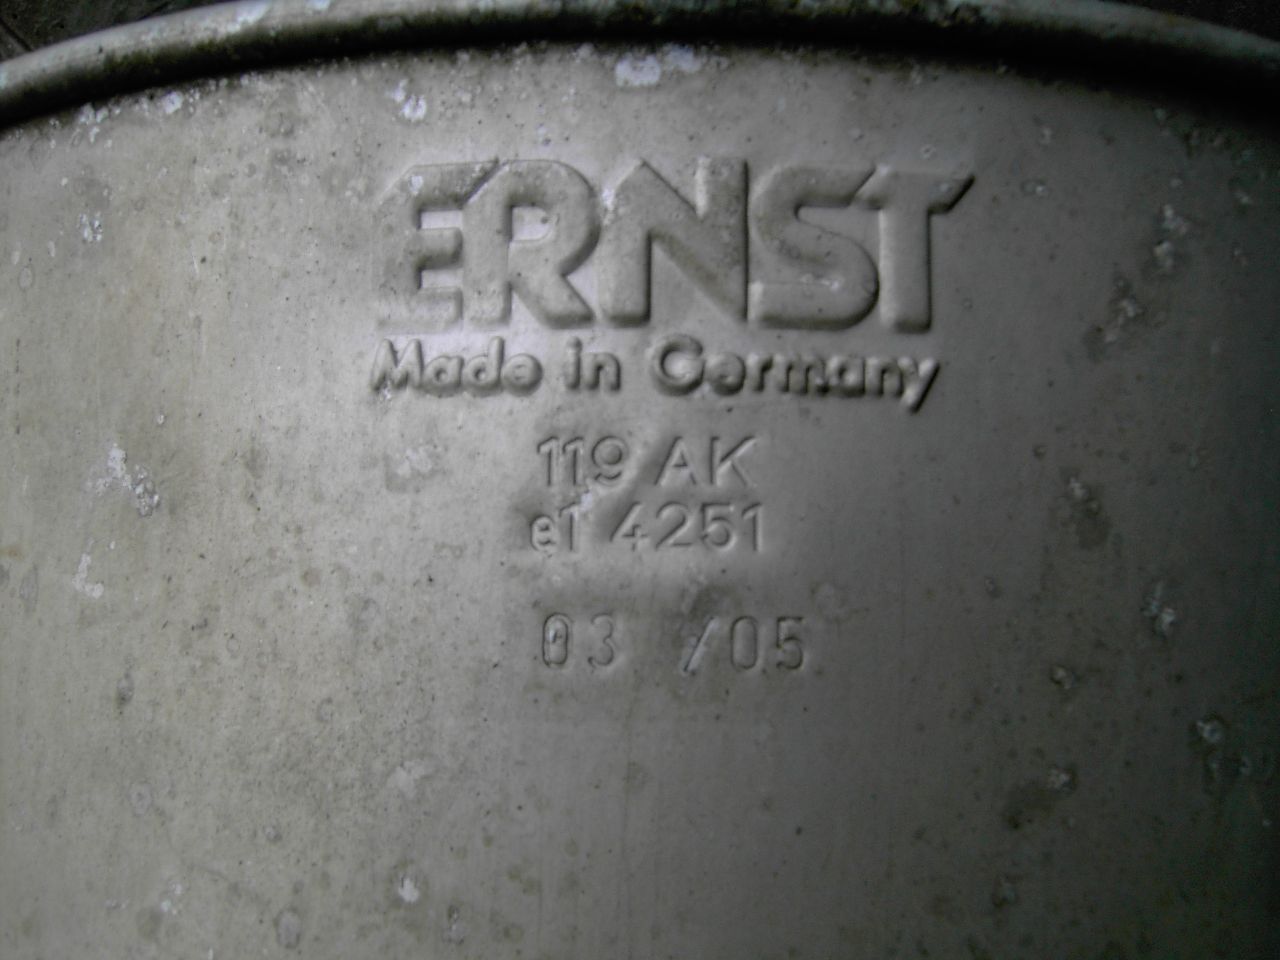 ERNST
Made in Germany
119 AK
e1 4251
03 /05